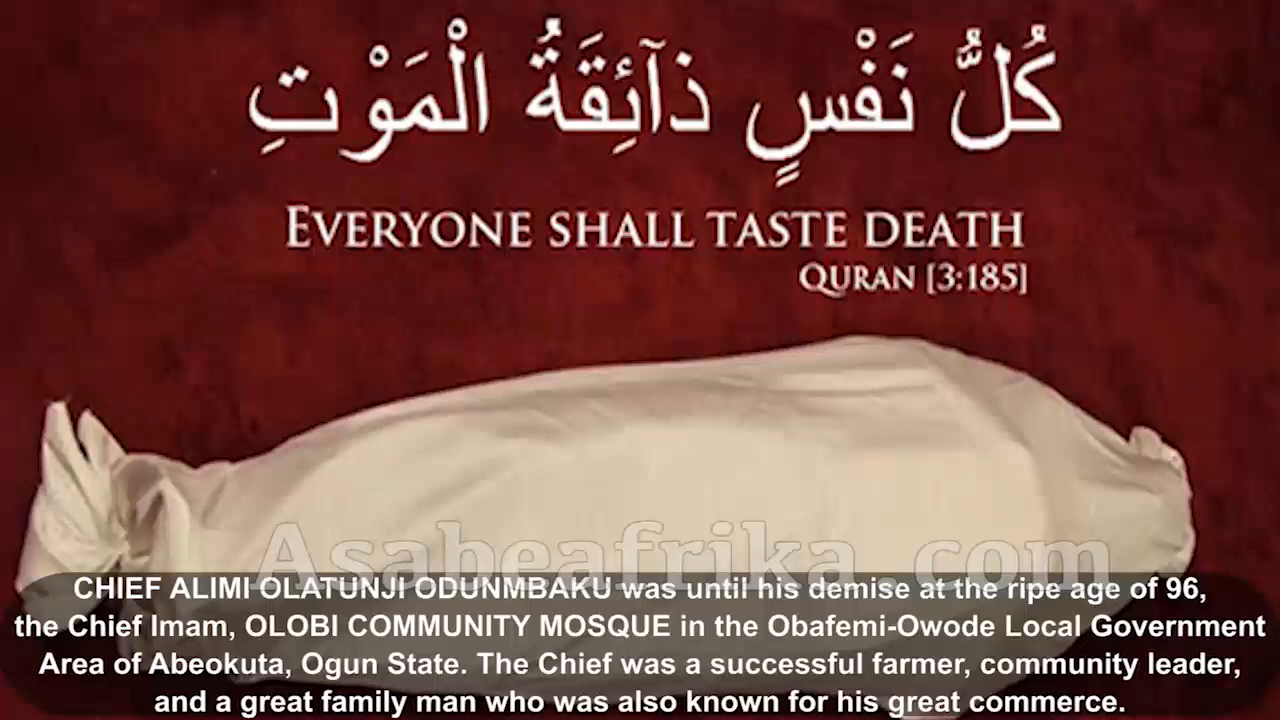 كُلُّ نَفْسٍ ذَآئِقَةُ الْمَوْتِ
EVERYONE SHALL TASTE DEATH
QURAN [3:185]
Asabeafrika.com
CHIEF ALIMI OLATUNJI ODUNMBAKU was until his demise at the ripe age of 96,
the Chief Imam, OLOBI COMMUNITY MOSQUE in the Obafemi-Owode Local Government
Area of Abeokuta, Ogun State. The Chief was a successful farmer, community leader,
and a great family man who was also known for his great commerce.